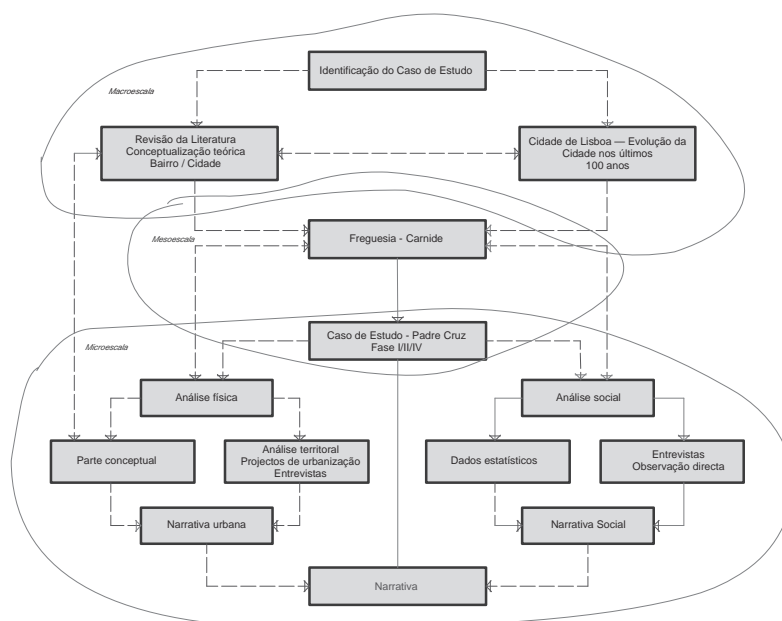 Identificação do Caso de Estudo
Macroescala
Revisão da Literatura
Conceptualização teórica
Bairro / Cidade
Cidade de Lisboa — Evolução da
Cidade nos últimos
100 anos
Mesoescala
Freguesia - Carnide
Caso de Estudo - Padre Cruz
Fase I/II/IV
Microescala
Análise física
Análise social
Parte conceptual
Análise territorial
Projectos de urbanização
Entrevistas
Dados estatísticos
Entrevistas
Observação directa
Narrativa urbana
Narrativa Social
Narrativa